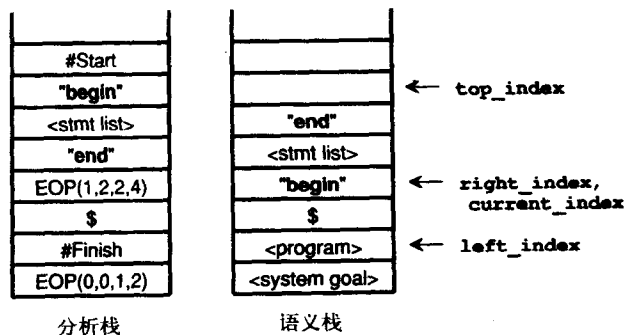 #Start
"begin"
<stmt list>
"end"
EOP(1,2,2,4)
$
#Finish
EOP(0,0,1,2)
分析栈
"end"
<stmt list>
"begin"
$
<program>
<system goal>
语义栈
top_index
right_index,
current_index
left_index